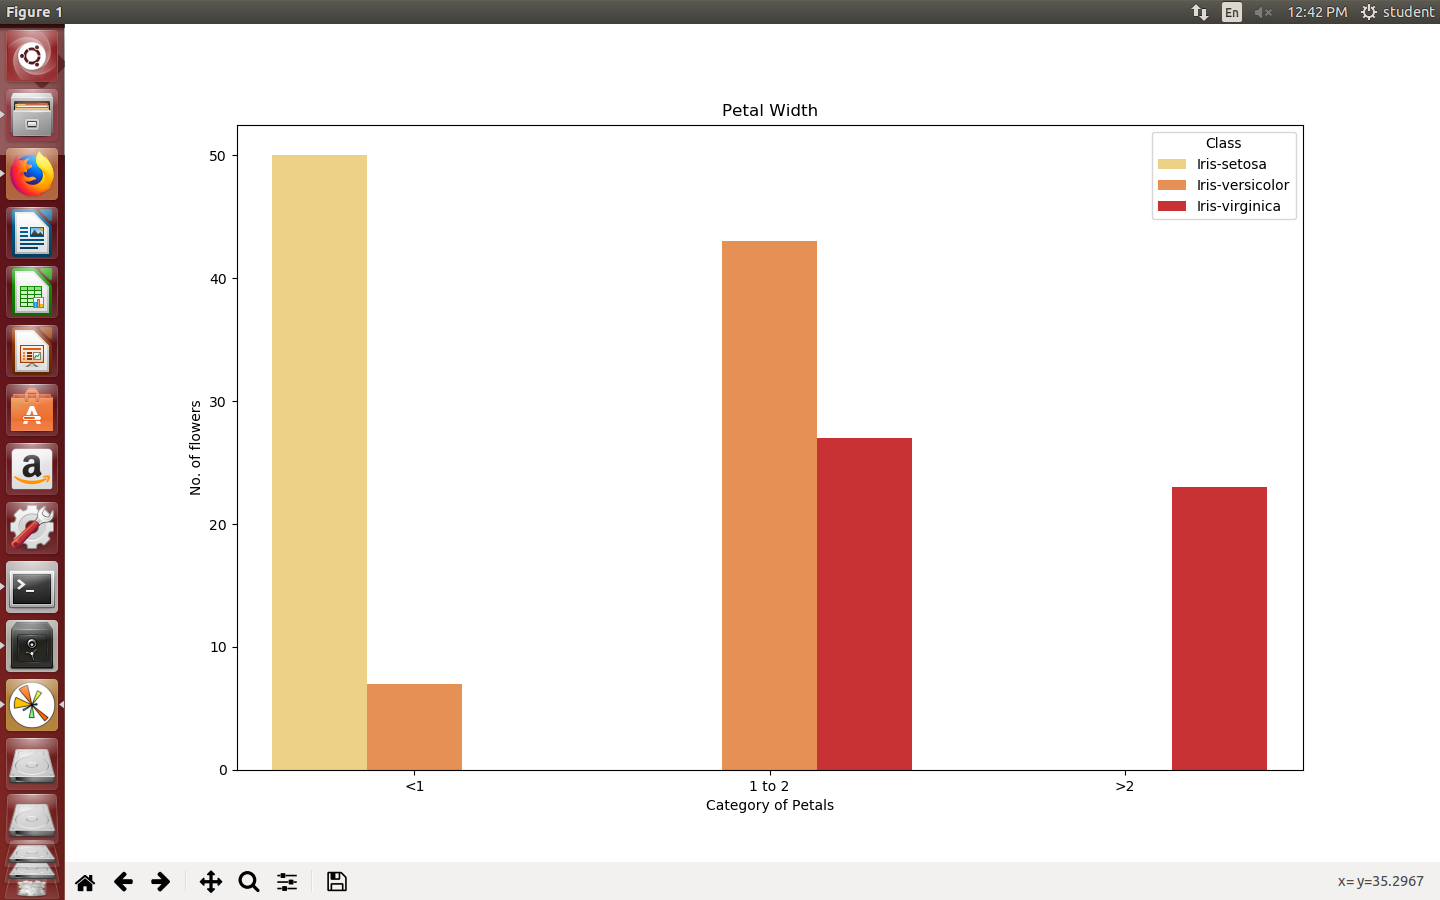 Figure 1
En
12:42 PM
student
Petal Width
Class
Iris-setosa
Iris-versicolor
Iris-virginica
50
40
30
20
10
0
No. of flowers
<1
1 to 2
>2
Category of Petals
x= y=35.2967